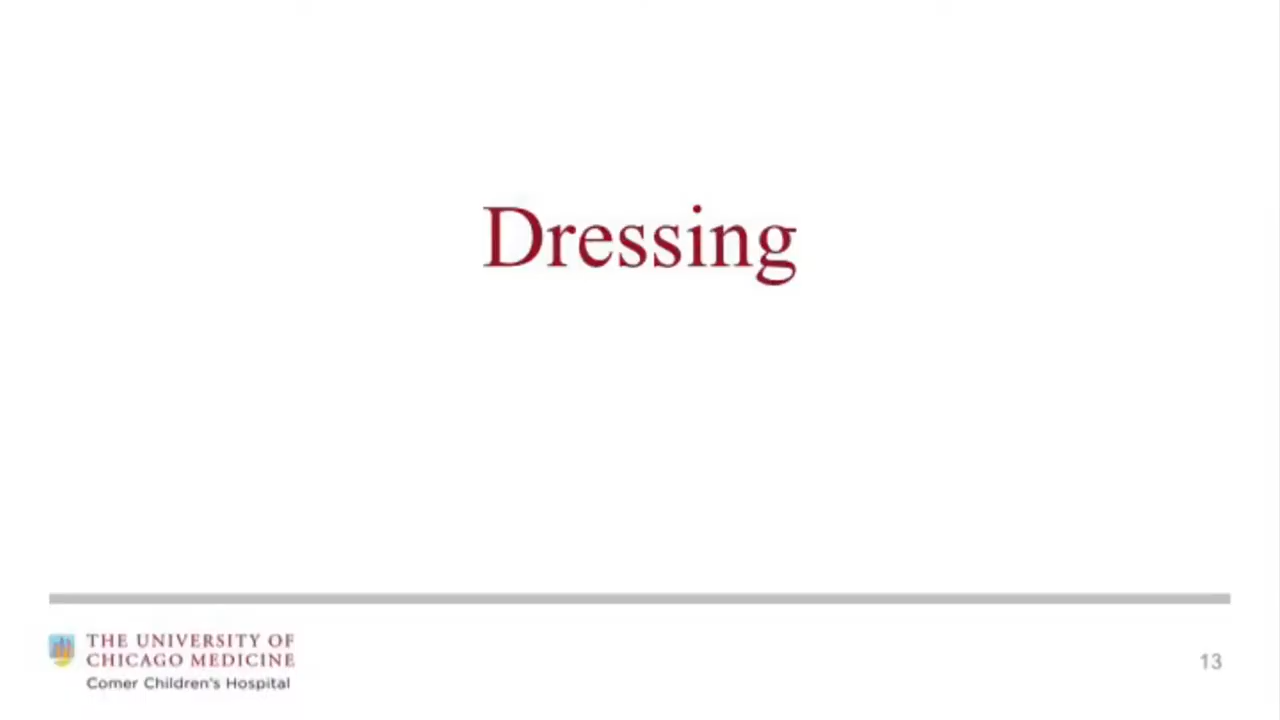 Dressing
THE UNIVERSITY OF
CHICAGO MEDICINE
Comer Children's Hospital
13